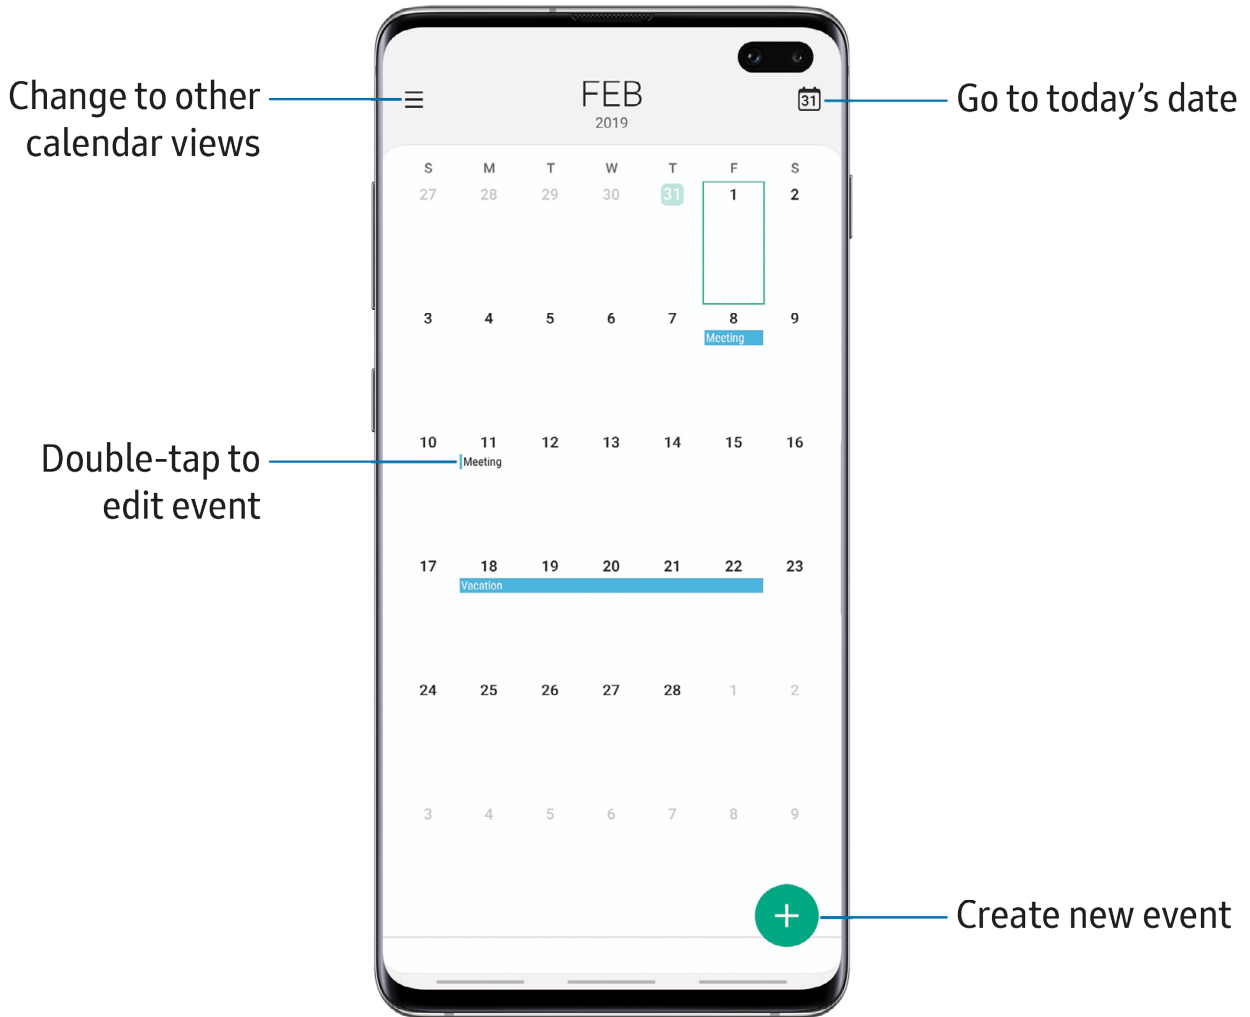 Change to other
calendar views
FEB
2019
31
Go to today's date
S M T W T F S
27 28 29 30 31 1 2
3 4 5 6 7 8 9
Meeting
10 11 12 13 14 15 16
Meeting
Double-tap to
edit event
17 18 19 20 21 22 23
Vacation
24 25 26 27 28 1 2
3 4 5 6 7 8 9
Create new event